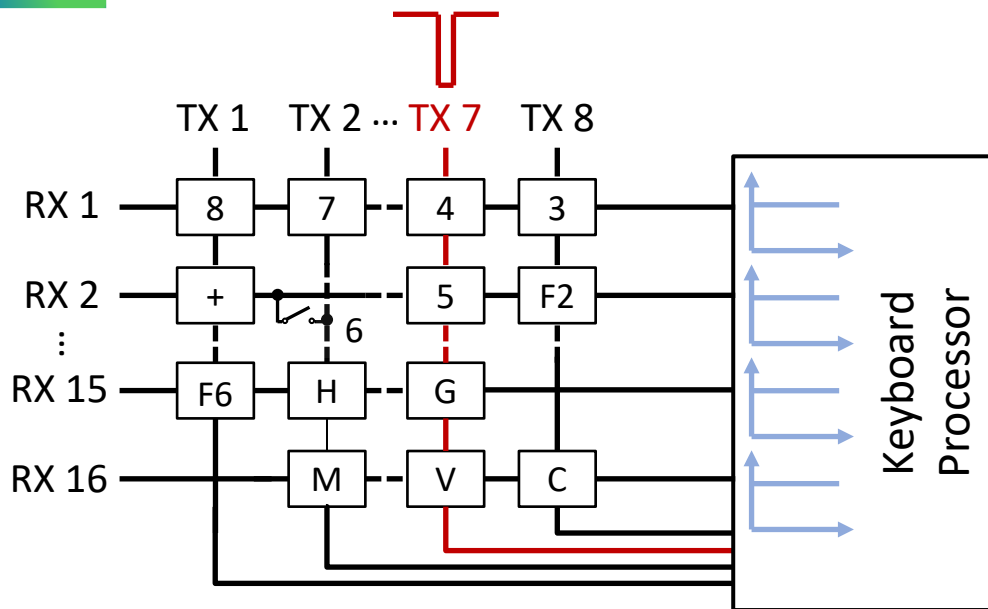 TX 1 TX 2 ... TX 7 TX 8
RX 1 8 7 4 3
RX 2 + 6 5 F2
...
RX 15 F6 H G
RX 16 M V C
Keyboard
Processor